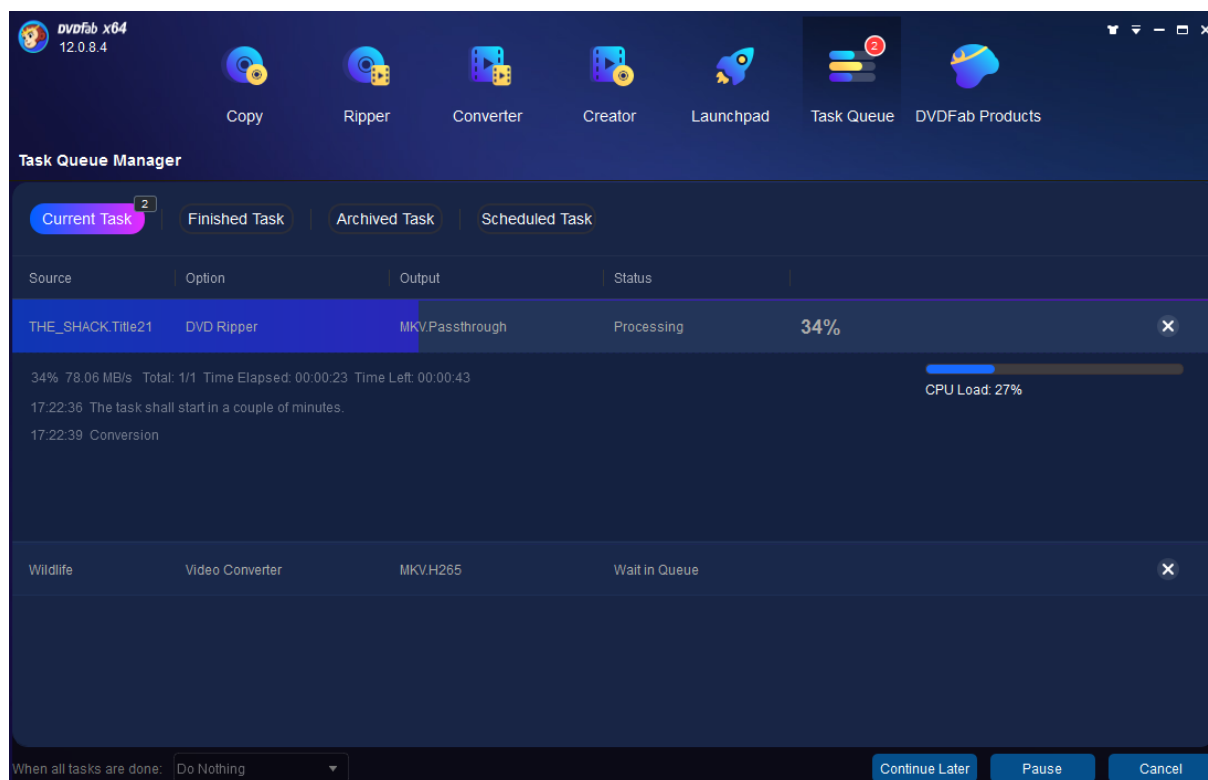 DVDFab x64
12.0.8.4
2
Copy Ripper Converter Creator Launchpad Task Queue DVDFab Products
Task Queue Manager
2
Current Task Finished Task Archived Task Scheduled Task
Source Option Output Status
THE_SHACK.Title21 DVD Ripper MKV.Passthrough Processing 34%
34% 78.06 MB/s Total: 1/1 Time Elapsed: 00:00:23 Time Left: 00:00:43
CPU Load: 27%
17:22:36 The task shall start in a couple of minutes.
17:22:39 Conversion
Wildlife Video Converter MKV.H265 Wait in Queue
When all tasks are done: Do Nothing Continue Later Pause Cancel